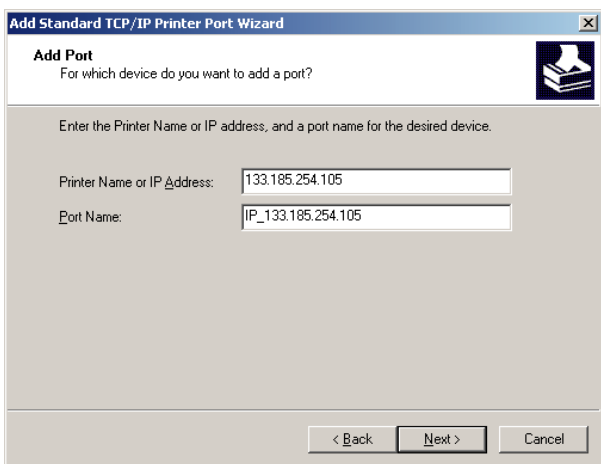 Add Standard TCP/IP Printer Port Wizard
Add Port
For which device do you want to add a port?
Enter the Printer Name or IP address, and a port name for the desired device.
Printer Name or IP Address: 133.185.254.105
Port Name: IP_133.185.254.105
< Back Next > Cancel